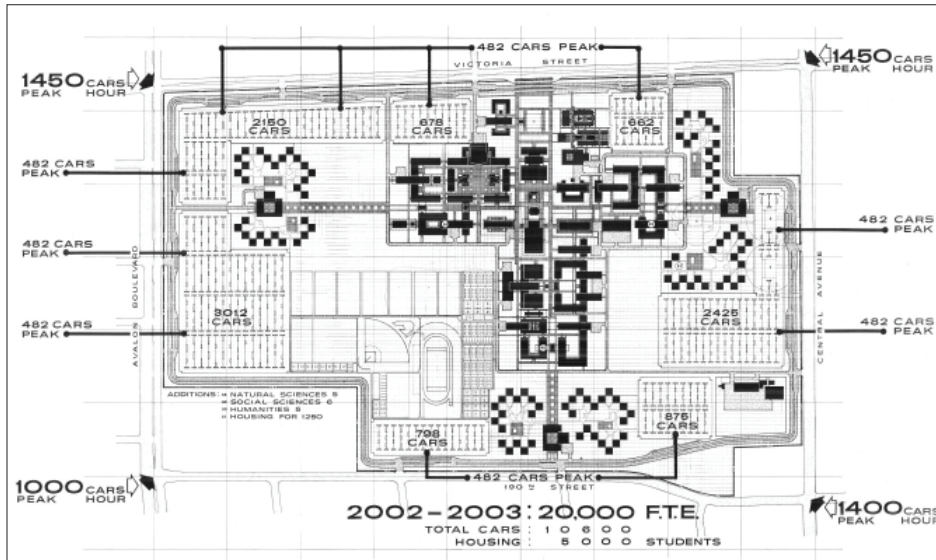 482 CARS PEAK
VICTORIA STREET
1450 CARS
PEAK HOUR
1450 CARS
PEAK HOUR
2150
CARS
678
CARS
662
CARS
482 CARS
PEAK
482 CARS
PEAK
482 CARS
PEAK
AVALON BOULEVARD
3012
CARS
482 CARS
PEAK
2425
CARS
482 CARS
PEAK
CENTRAL AVENUE
ADDITIONS:
NATURAL SCIENCES 5
SOCIAL SCIENCES 6
HUMANITIES 5
HOUSING FOR 1250
798
CARS
875
CARS
482 CARS PEAK
190TH STREET
1000 CARS
PEAK HOUR
1400 CARS
PEAK HOUR
2002-2003: 20,000 F.T.E.
TOTAL CARS: 10600
HOUSING: 5000 STUDENTS